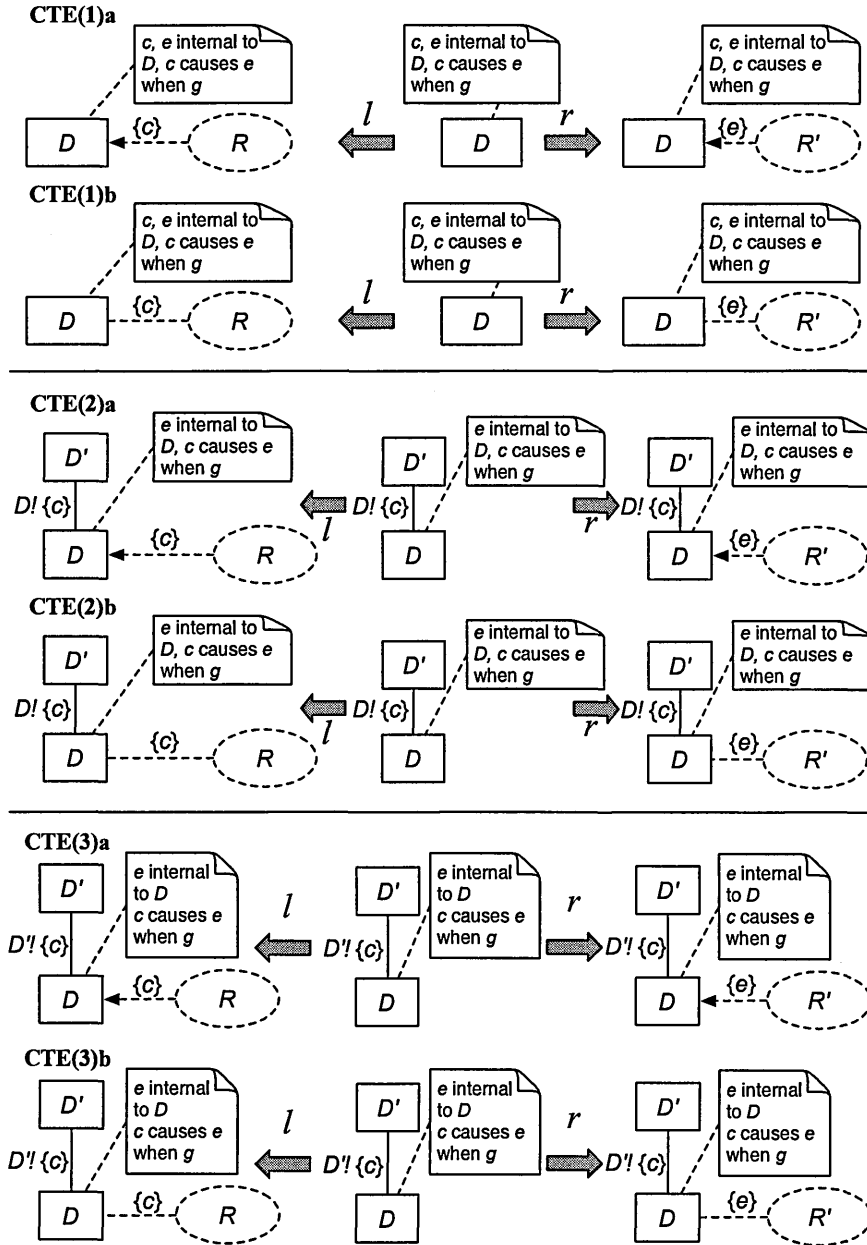 CTE(1)a
c, e internal to
D, c causes e
when g
c, e internal to
D, c causes e
when g
c, e internal to
D, c causes e
when g
l
r
D
{c}
R
D
D
{e}
R'
CTE(1)b
c, e internal to
D, c causes e
when g
c, e internal to
D, c causes e
when g
c, e internal to
D, c causes e
when g
l
r
D
{c}
R
D
D
{e}
R'
CTE(2)a
e internal to
D, c causes e
when g
e internal to
D, c causes e
when g
e internal to
D, c causes e
when g
D'
D'
D'
D! {c}
l
D! {c}
r
D! {c}
D
{c}
R
D
D
{e}
R'
CTE(2)b
e internal to
D, c causes e
when g
e internal to
D, c causes e
when g
e internal to
D, c causes e
when g
D'
D'
D'
D! {c}
l
D! {c}
r
D! {c}
D
{c}
R
D
D
{e}
R'
CTE(3)a
e internal
to D
c causes e
when g
e internal
to D
c causes e
when g
e internal
to D
c causes e
when g
D'
D'
D'
l
r
D'! {c}
D'! {c}
D'! {c}
D
{c}
R
D
D
{e}
R'
CTE(3)b
e internal
to D
c causes e
when g
e internal
to D
c causes e
when g
e internal
to D
c causes e
when g
D'
D'
D'
l
r
D'! {c}
D'! {c}
D'! {c}
D
{c}
R
D
D
{e}
R'